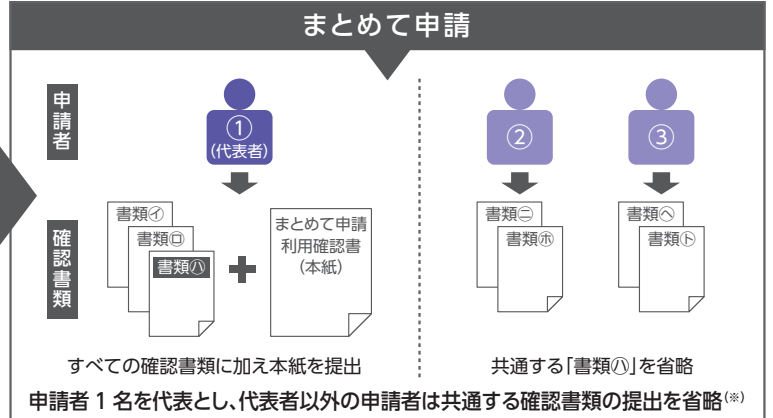 まとめて申請
申請者
①
(代表者)
②
③
確認書類
書類㋑
書類㋺
書類㋩
+
まとめて申請
利用確認書
(本紙)
書類㋥
書類㋭
書類㋬
書類㋣
すべての確認書類に加え本紙を提出
共通する「書類㋩」を省略
申請者 1 名を代表とし、代表者以外の申請者は共通する確認書類の提出を省略(※)